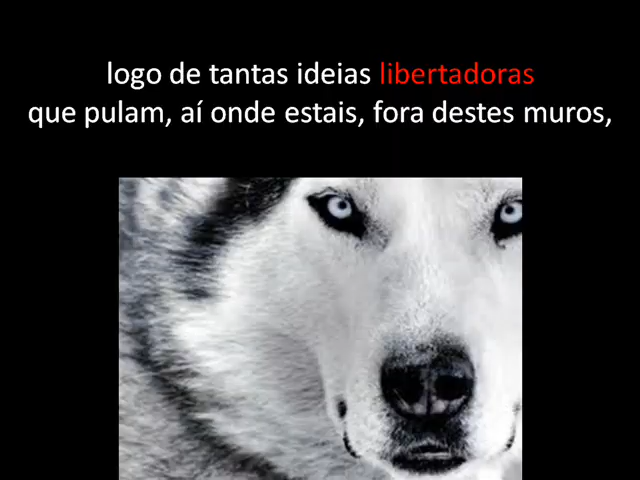 logo de tantas ideias libertadoras
que pulam, aí onde estais, fora destes muros,